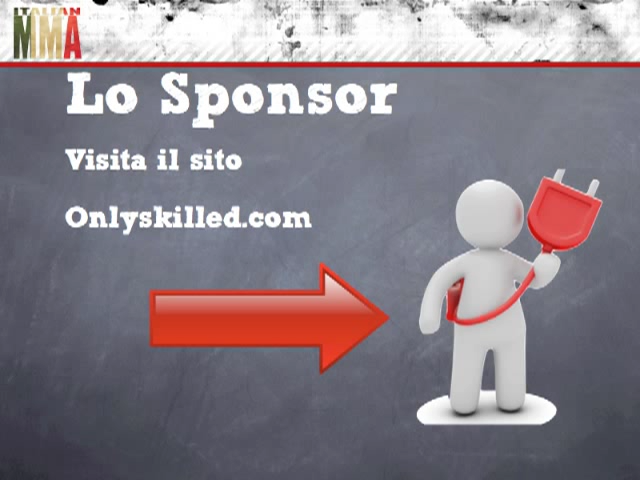 ITALIAN
MMA
Lo Sponsor
Visita il sito
Onlyskilled.com